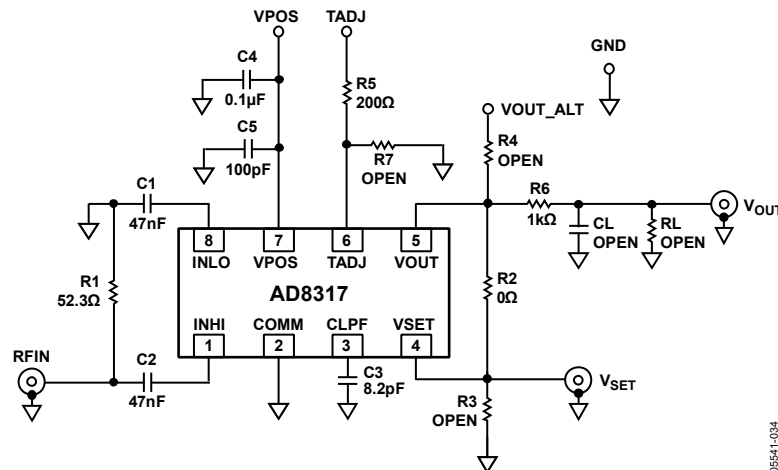 VPOS
TADJ
GND
C4
0.1µF
R5
200Ω
VOUT_ALT
C5
100pF
R7
OPEN
R4
OPEN
C1
47nF
R6
1kΩ
VOUT
CL
OPEN
RL
OPEN
8
7
6
5
INLO
VPOS
TADJ
VOUT
R1
52.3Ω
AD8317
R2
0Ω
INHI
COMM
CLPF
VSET
1
2
3
4
RFIN
C2
47nF
C3
8.2pF
VSET
R3
OPEN
05541-034